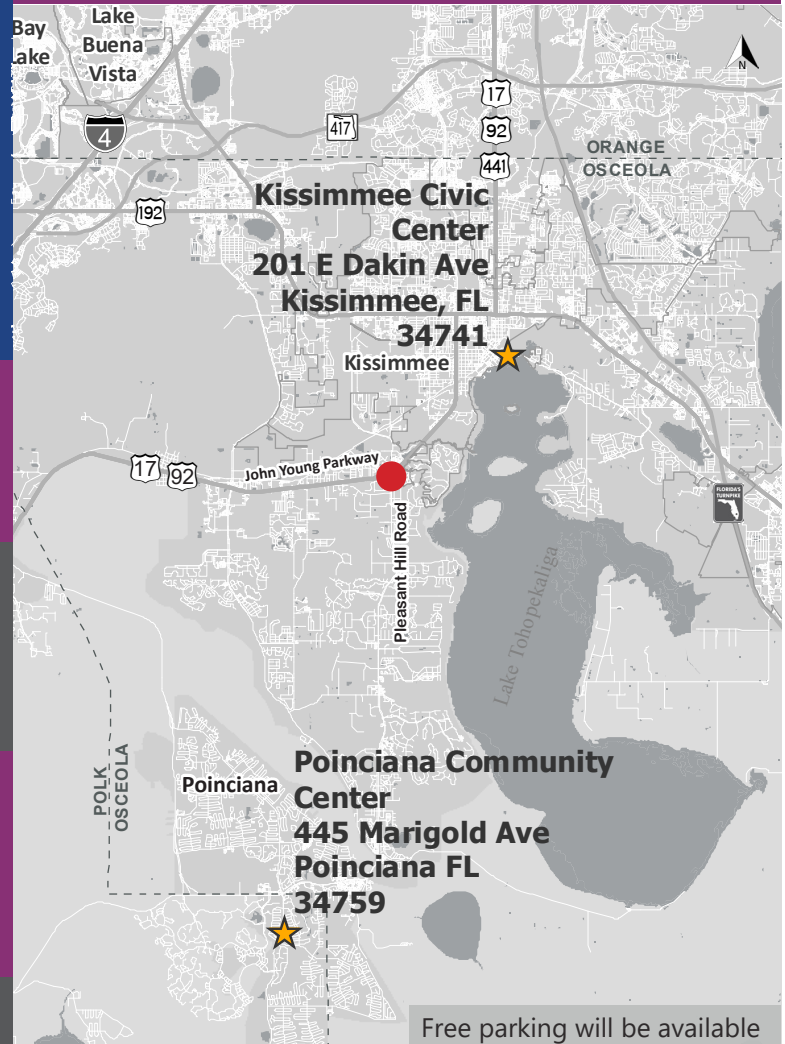 Bay
Lake
Lake
Buena
Vista
N
17
92
441
417
4
ORANGE
OSCEOLA
192
Kissimmee Civic
Center
201 E Dakin Ave
Kissimmee, FL
34741
Kissimmee
17 92
John Young Parkway
FLORIDA'S
TURNPIKE
Pleasant Hill Road
Lake Tohopekaliga
POLK
OSCEOLA
Poinciana
Poinciana Community
Center
445 Marigold Ave
Poinciana FL
34759
Free parking will be available